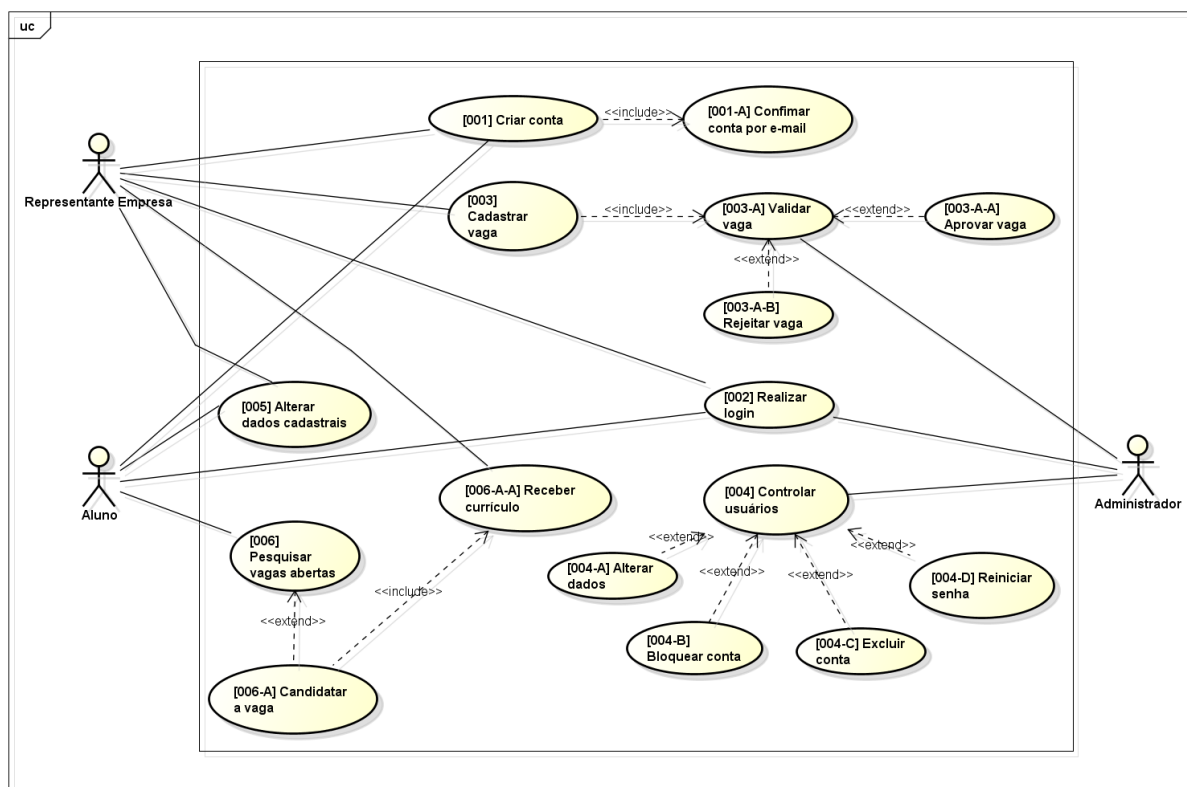 uc
[001] Criar conta
<<include>>
[001-A] Confimar
conta por e-mail
Representante Empresa
[003]
Cadastrar
vaga
<<include>>
[003-A] Validar
vaga
<<extend>>
[003-A-A]
Aprovar vaga
<<extend>>
[003-A-B]
Rejeitar vaga
[005] Alterar
dados cadastrais
[002] Realizar
login
Aluno
[006-A-A] Receber
currículo
[004] Controlar
usuários
Administrador
[006]
Pesquisar
vagas abertas
<<extend>>
<<extend>>
[004-A] Alterar
dados
<<extend>>
<<extend>>
[004-D] Reiniciar
senha
<<include>>
<<extend>>
[004-B]
Bloquear conta
[004-C] Excluir
conta
[006-A] Candidatar
a vaga